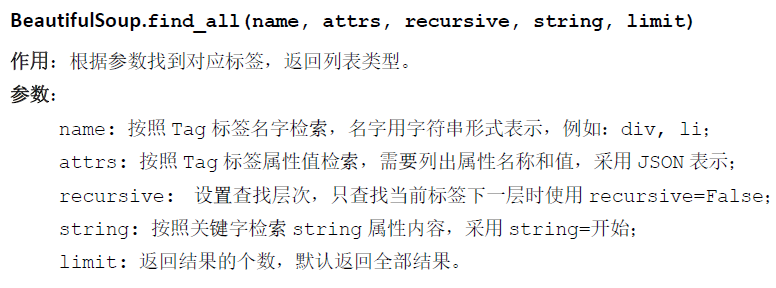 BeautifulSoup.find_all(name, attrs, recursive, string, limit)
作用：根据参数找到对应标签，返回列表类型。
参数：
name: 按照 Tag 标签名字检索，名字用字符串形式表示，例如：div, li；
attrs: 按照 Tag 标签属性值检索，需要列出属性名称和值，采用 JSON 表示；
recursive: 设置查找层次，只查找当前标签下一层时使用 recursive=False；
string: 按照关键字检索 string 属性内容，采用 string=开始；
limit: 返回结果的个数，默认返回全部结果。